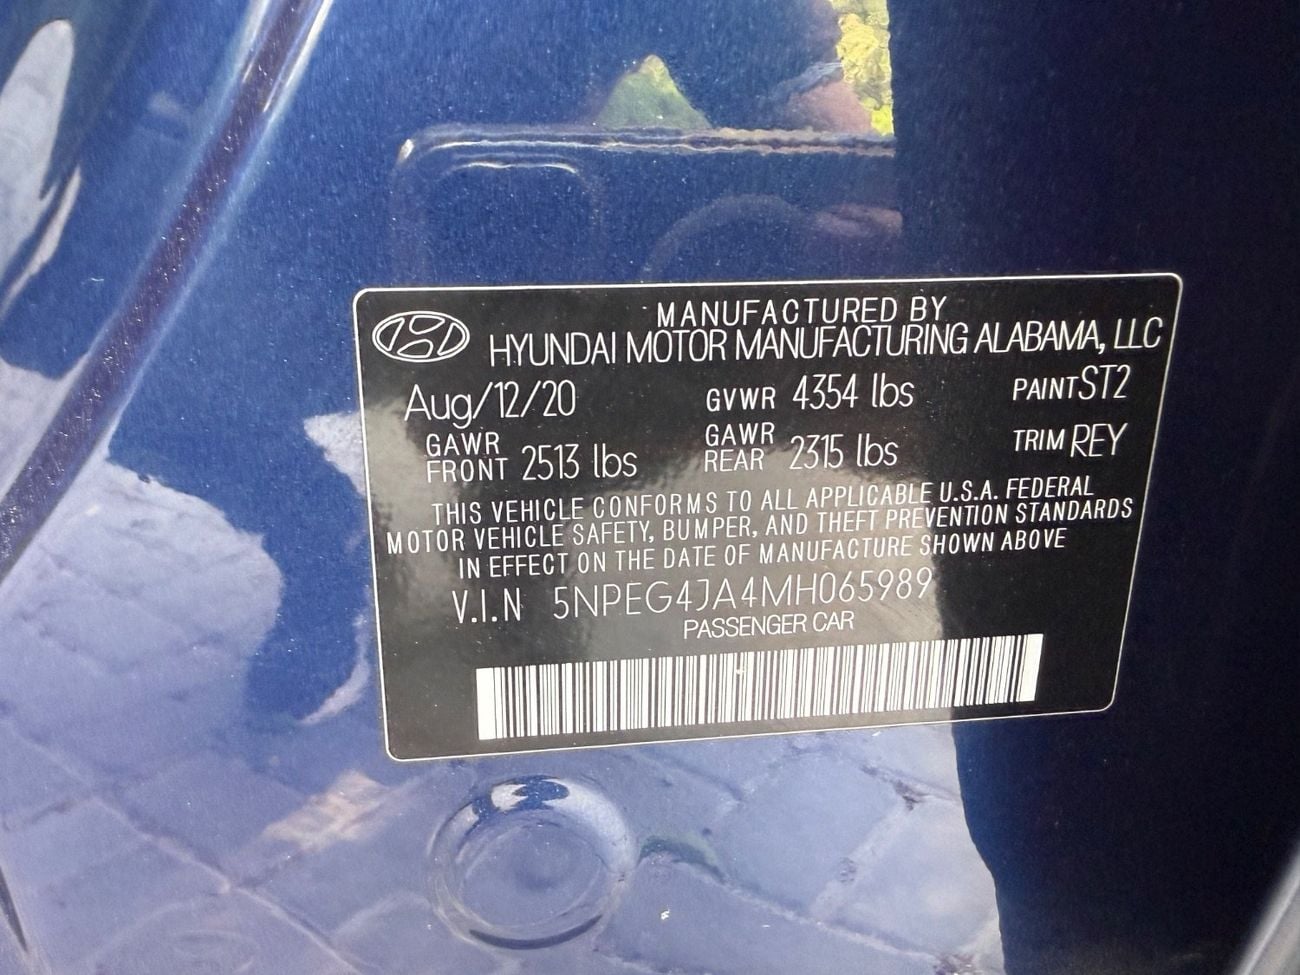 MANUFACTURED BY
HYUNDAI MOTOR MANUFACTURING ALABAMA, LLC
Aug/12/20 GVWR 4354 lbs PAINT ST2
GAWR FRONT 2513 lbs GAWR REAR 2315 lbs TRIM REY
THIS VEHICLE CONFORMS TO ALL APPLICABLE U.S.A. FEDERAL
MOTOR VEHICLE SAFETY, BUMPER, AND THEFT PREVENTION STANDARDS
IN EFFECT ON THE DATE OF MANUFACTURE SHOWN ABOVE
V.I.N 5NPEG4JA4MH065989
PASSENGER CAR